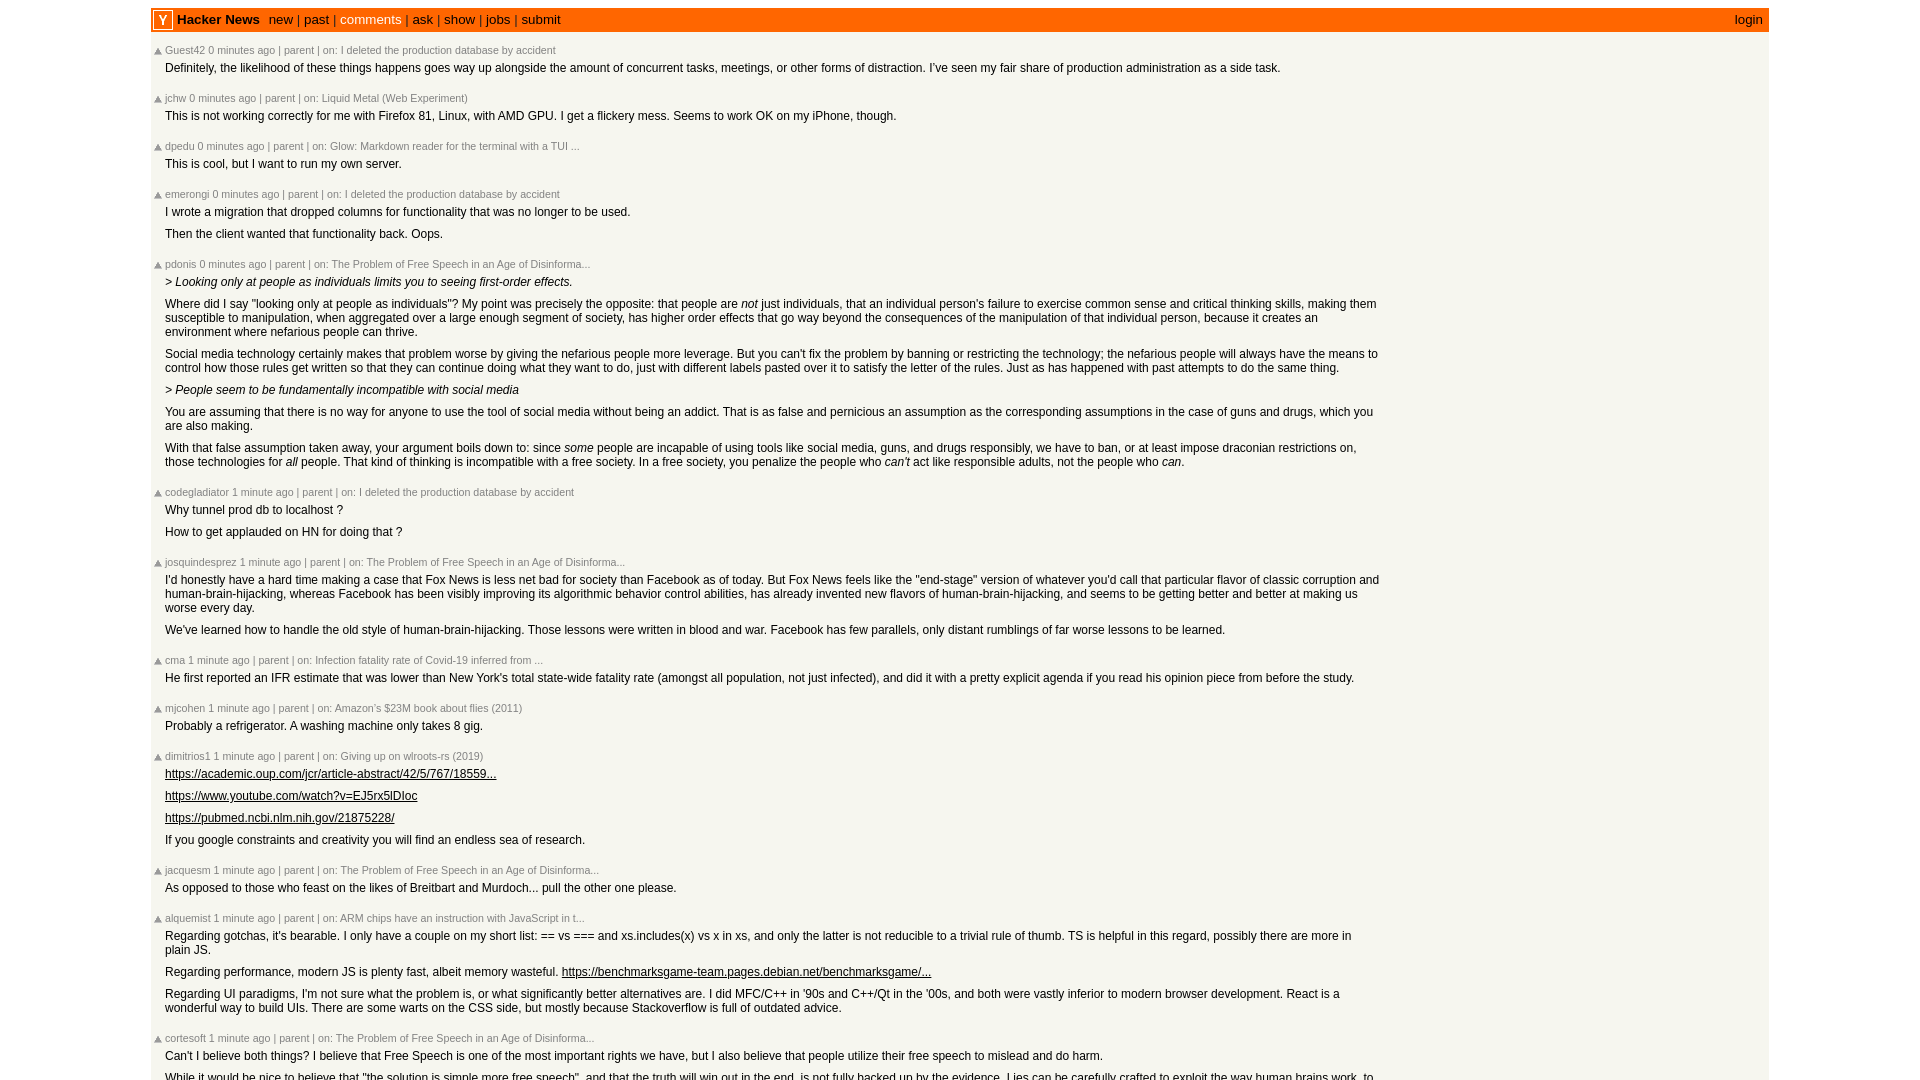 Y Hacker News new | past | comments | ask | show | jobs | submit login
Guest42 0 minutes ago | parent | on: I deleted the production database by accident
Definitely, the likelihood of these things happens goes way up alongside the amount of concurrent tasks, meetings, or other forms of distraction. I've seen my fair share of production administration as a side task.
jchw 0 minutes ago | parent | on: Liquid Metal (Web Experiment)
This is not working correctly for me with Firefox 81, Linux, with AMD GPU. I get a flickery mess. Seems to work OK on my iPhone, though.
dpedu 0 minutes ago | parent | on: Glow: Markdown reader for the terminal with a TUI ...
This is cool, but I want to run my own server.
emerongi 0 minutes ago | parent | on: I deleted the production database by accident
I wrote a migration that dropped columns for functionality that was no longer to be used.
Then the client wanted that functionality back. Oops.
pdonis 0 minutes ago | parent | on: The Problem of Free Speech in an Age of Disinforma...
> Looking only at people as individuals limits you to seeing first-order effects.
Where did I say "looking only at people as individuals"? My point was precisely the opposite: that people are not just individuals, that an individual person's failure to exercise common sense and critical thinking skills, making them
susceptible to manipulation, when aggregated over a large enough segment of society, has higher order effects that go way beyond the consequences of the manipulation of that individual person, because it creates an
environment where nefarious people can thrive.
Social media technology certainly makes that problem worse by giving the nefarious people more leverage. But you can't fix the problem by banning or restricting the technology; the nefarious people will always have the means to
control how those rules get written so that they can continue doing what they want to do, just with different labels pasted over it to satisfy the letter of the rules. Just as has happened with past attempts to do the same thing.
> People seem to be fundamentally incompatible with social media
You are assuming that there is no way for anyone to use the tool of social media without being an addict. That is as false and pernicious an assumption as the corresponding assumptions in the case of guns and drugs, which you
are also making.
With that false assumption taken away, your argument boils down to: since some people are incapable of using tools like social media, guns, and drugs responsibly, we have to ban, or at least impose draconian restrictions on,
those technologies for all people. That kind of thinking is incompatible with a free society. In a free society, you penalize the people who can't act like responsible adults, not the people who can.
codegladiator 1 minute ago | parent | on: I deleted the production database by accident
Why tunnel prod db to localhost ?
How to get applauded on HN for doing that ?
josquindesprez 1 minute ago | parent | on: The Problem of Free Speech in an Age of Disinforma...
I'd honestly have a hard time making a case that Fox News is less net bad for society than Facebook as of today. But Fox News feels like the "end-stage" version of whatever you'd call that particular flavor of classic corruption and
human-brain-hijacking, whereas Facebook has been visibly improving its algorithmic behavior control abilities, has already invented new flavors of human-brain-hijacking, and seems to be getting better and better at making us
worse every day.
We've learned how to handle the old style of human-brain-hijacking. Those lessons were written in blood and war. Facebook has few parallels, only distant rumblings of far worse lessons to be learned.
cma 1 minute ago | parent | on: Infection fatality rate of Covid-19 inferred from ...
He first reported an IFR estimate that was lower than New York's total state-wide fatality rate (amongst all population, not just infected), and did it with a pretty explicit agenda if you read his opinion piece from before the study.
mjcohen 1 minute ago | parent | on: Amazon's $23M book about flies (2011)
Probably a refrigerator. A washing machine only takes 8 gig.
dimitrios1 1 minute ago | parent | on: Giving up on wlroots-rs (2019)
https://academic.oup.com/jcr/article-abstract/42/5/767/18559...
https://www.youtube.com/watch?v=EJ5rx5lDIoc
https://pubmed.ncbi.nlm.nih.gov/21875228/
If you google constraints and creativity you will find an endless sea of research.
jacquesm 1 minute ago | parent | on: The Problem of Free Speech in an Age of Disinforma...
As opposed to those who feast on the likes of Breitbart and Murdoch... pull the other one please.
alquemist 1 minute ago | parent | on: ARM chips have an instruction with JavaScript in t...
Regarding gotchas, it's bearable. I only have a couple on my short list: == vs === and xs.includes(x) vs x in xs, and only the latter is not reducible to a trivial rule of thumb. TS is helpful in this regard, possibly there are more in
plain JS.
Regarding performance, modern JS is plenty fast, albeit memory wasteful. https://benchmarksgame-team.pages.debian.net/benchmarksgame/...
Regarding UI paradigms, I'm not sure what the problem is, or what significantly better alternatives are. I did MFC/C++ in '90s and C++/Qt in the '00s, and both were vastly inferior to modern browser development. React is a
wonderful way to build UIs. There are some warts on the CSS side, but mostly because Stackoverflow is full of outdated advice.
cortesoft 1 minute ago | parent | on: The Problem of Free Speech in an Age of Disinforma...
Can't I believe both things? I believe that Free Speech is one of the most important rights we have, but I also believe that people utilize their free speech to mislead and do harm.
While it would be nice to believe that "the solution is simple more free speech", and that the truth will win out in the end, is not fully backed up by the evidence. Lies can be carefully crafted to exploit the way human brains work, to